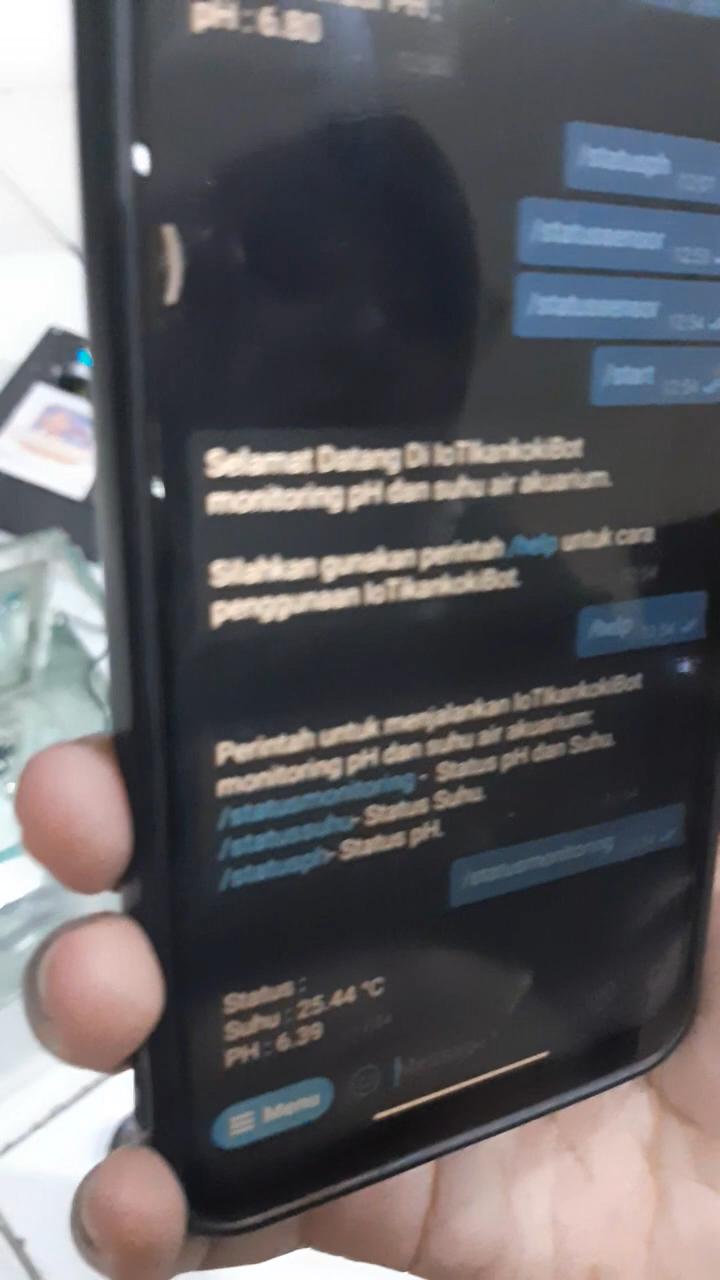 pH : 6.80
/statusph
/statussensor
/statussensor
/start
Selamat Datang Di IoTIkankokiBot
monitoring pH dan suhu air akuarium.
Silahkan gunakan perintah /help untuk cara
penggunaan IoTIkankokiBot.
/help
Perintah untuk menjalankan IoTIkankokiBot
monitoring pH dan suhu air akuarium:
/statusmonitoring - Status pH dan Suhu.
/statussuhu- Status Suhu.
/statusph- Status pH.
/statusmonitoring
Status :
Suhu : 25.44 °C
PH : 6.39
Menu
Message